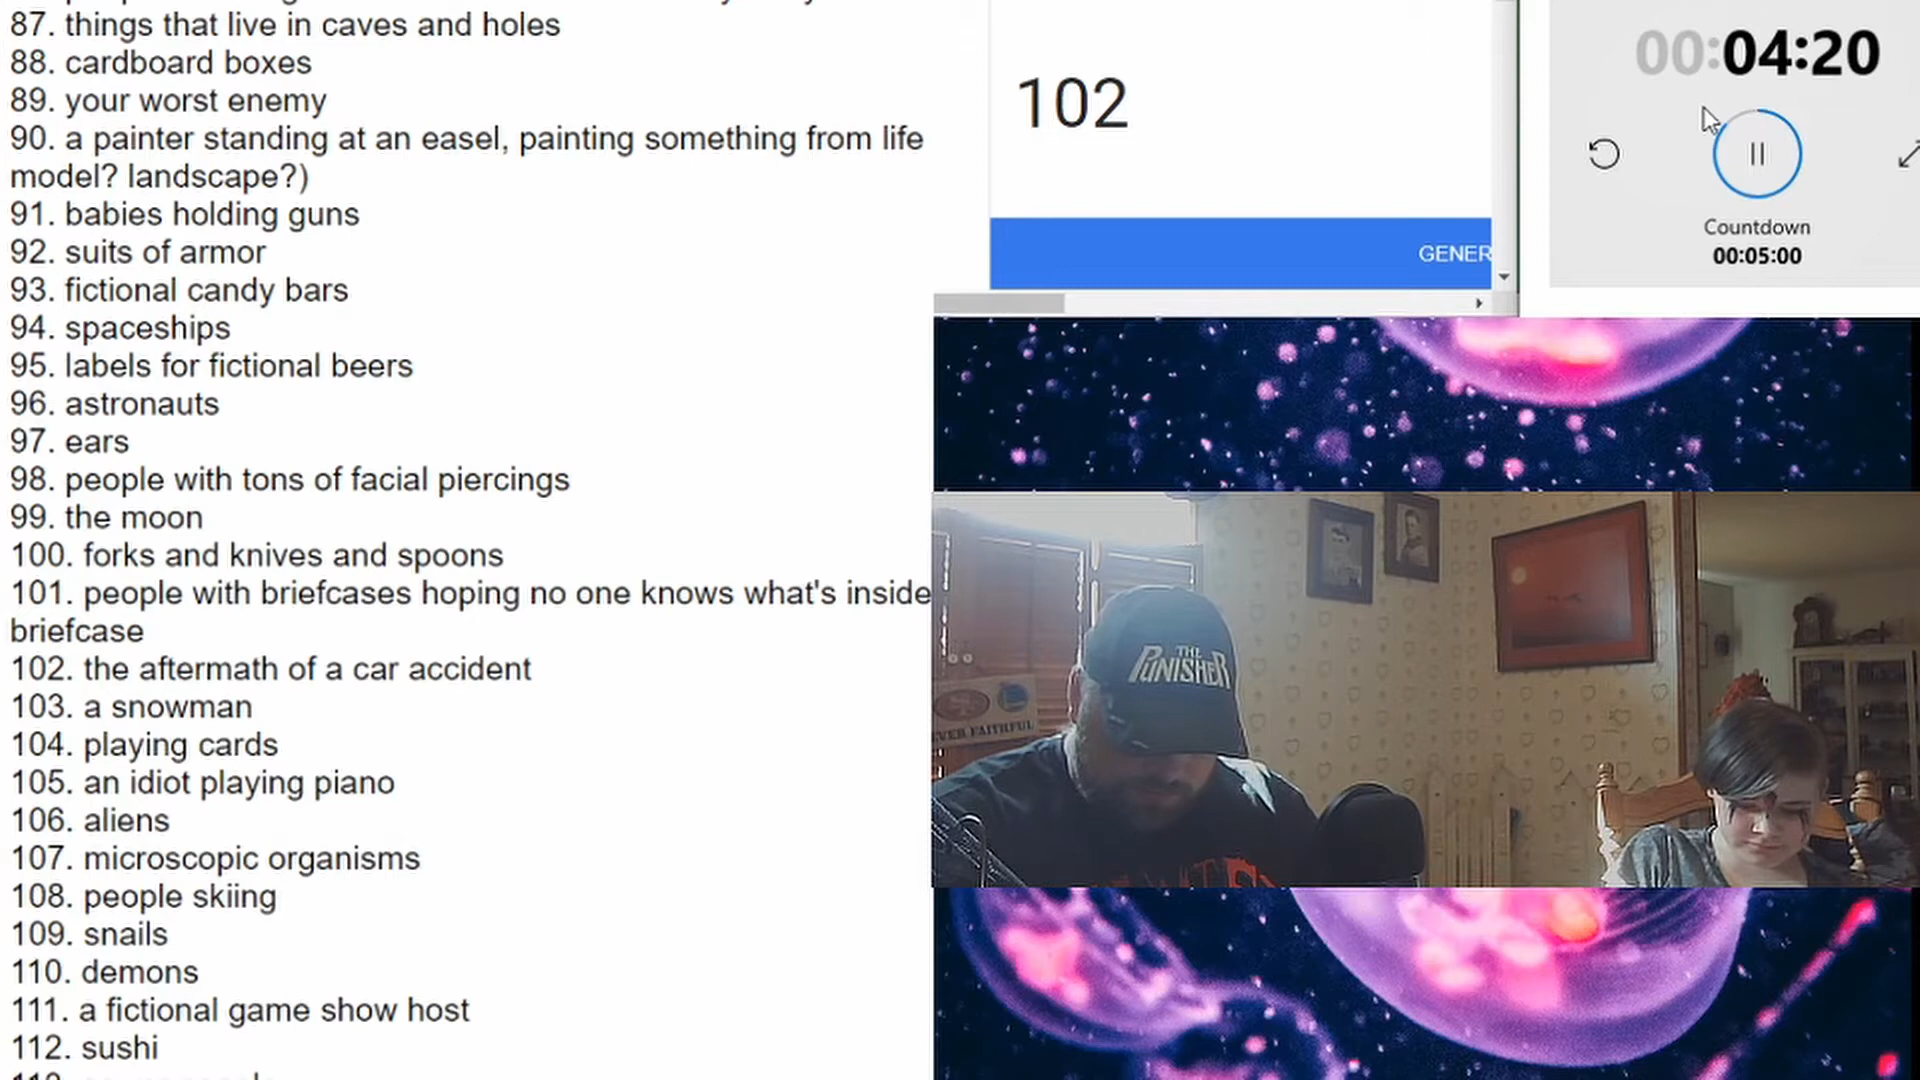 87. things that live in caves and holes
88. cardboard boxes
89. your worst enemy
90. a painter standing at an easel, painting something from life
model? landscape?)
91. babies holding guns
92. suits of armor
93. fictional candy bars
94. spaceships
95. labels for fictional beers
96. astronauts
97. ears
98. people with tons of facial piercings
99. the moon
100. forks and knives and spoons
101. people with briefcases hoping no one knows what's inside
briefcase
102. the aftermath of a car accident
103. a snowman
104. playing cards
105. an idiot playing piano
106. aliens
107. microscopic organisms
108. people skiing
109. snails
110. demons
111. a fictional game show host
112. sushi
102
GENER
00:04:20
Countdown
00:05:00
THE
PUNISHER
EVER FAITHFUL